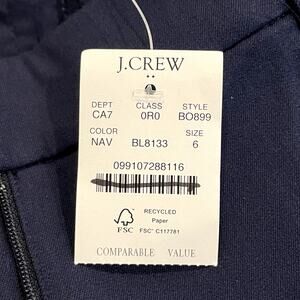 J.CREW
DEPT CLASS STYLE
CA7 0R0 BO899
COLOR SIZE
NAV BL8133 6
099107288116
RECYCLED
Paper
FSC FSC® C117781
COMPARABLE VALUE